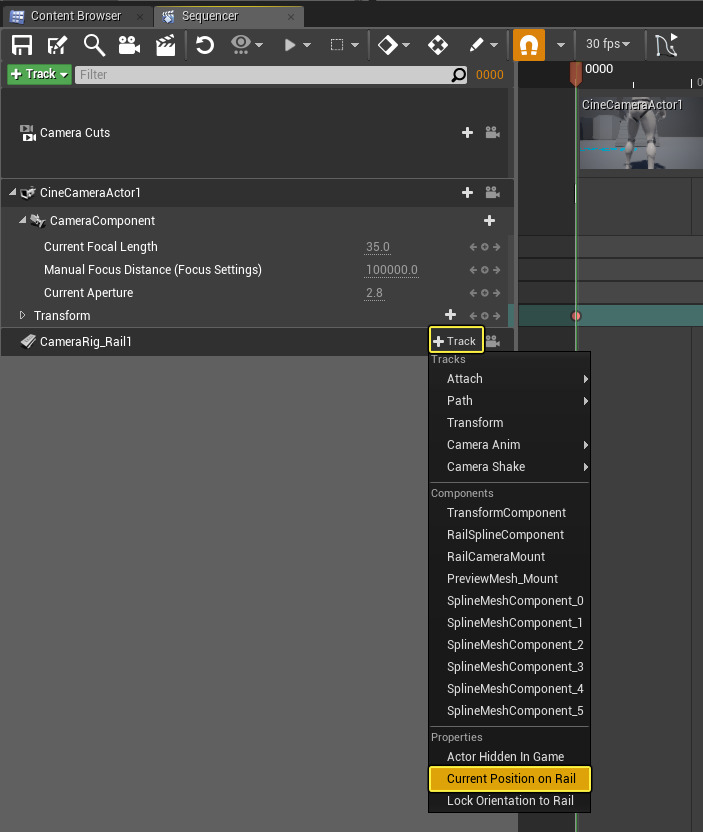 Content Browser
Sequencer
30 fps
Track
Filter
0000
0000
Camera Cuts
CineCameraActor1
CineCameraActor1
CameraComponent
Current Focal Length
35.0
Manual Focus Distance (Focus Settings)
100000.0
Current Aperture
2.8
Transform
CameraRig_Rail1
Track
Tracks
Attach
Path
Transform
Camera Anim
Camera Shake
Components
TransformComponent
RailSplineComponent
RailCameraMount
PreviewMesh_Mount
SplineMeshComponent_0
SplineMeshComponent_1
SplineMeshComponent_2
SplineMeshComponent_3
SplineMeshComponent_4
SplineMeshComponent_5
Properties
Actor Hidden In Game
Current Position on Rail
Lock Orientation to Rail